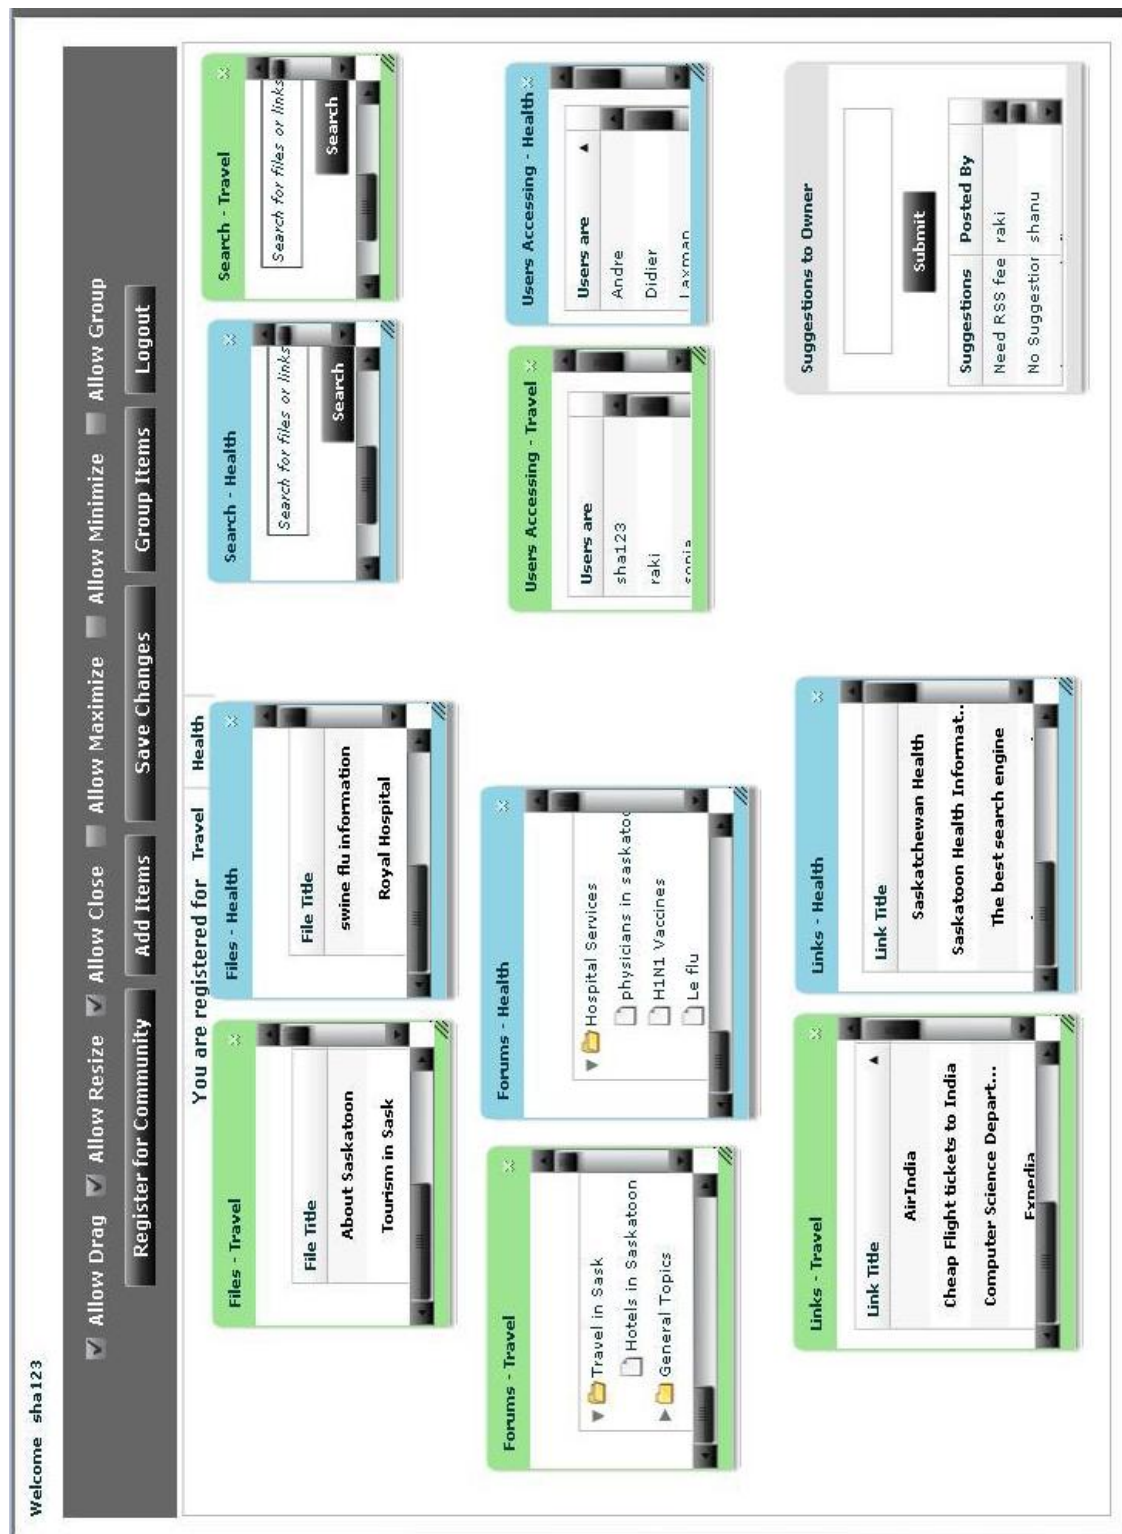 Welcome sha123
Allow Drag Allow Resize Allow Close Allow Maximize Allow Minimize Allow Group
Register for Community Add Items Save Changes Group Items Logout
You are registered for Travel Health
Files - Travel
File Title
About Saskatoon
Tourism in Sask
Files - Health
File Title
swine flu information
Royal Hospital
Search - Health
Search for files or links
Search
Search - Travel
Search for files or links
Search
Forums - Travel
Travel in Sask
Hotels in Saskatoon
General Topics
Forums - Health
Hospital Services
physicians in saskatoo
H1N1 Vaccines
Le flu
Users Accessing - Travel
Users are
sha123
raki
sonia
Users Accessing - Health
Users are
Andre
Didier
Laxman
Links - Travel
Link Title
AirIndia
Cheap Flight tickets to India
Computer Science Depart...
Expedia
Links - Health
Link Title
Saskatchewan Health
Saskatoon Health Informat...
The best search engine
Suggestions to Owner
Submit
Suggestions Posted By
Need RSS fee raki
No Suggestior shanu